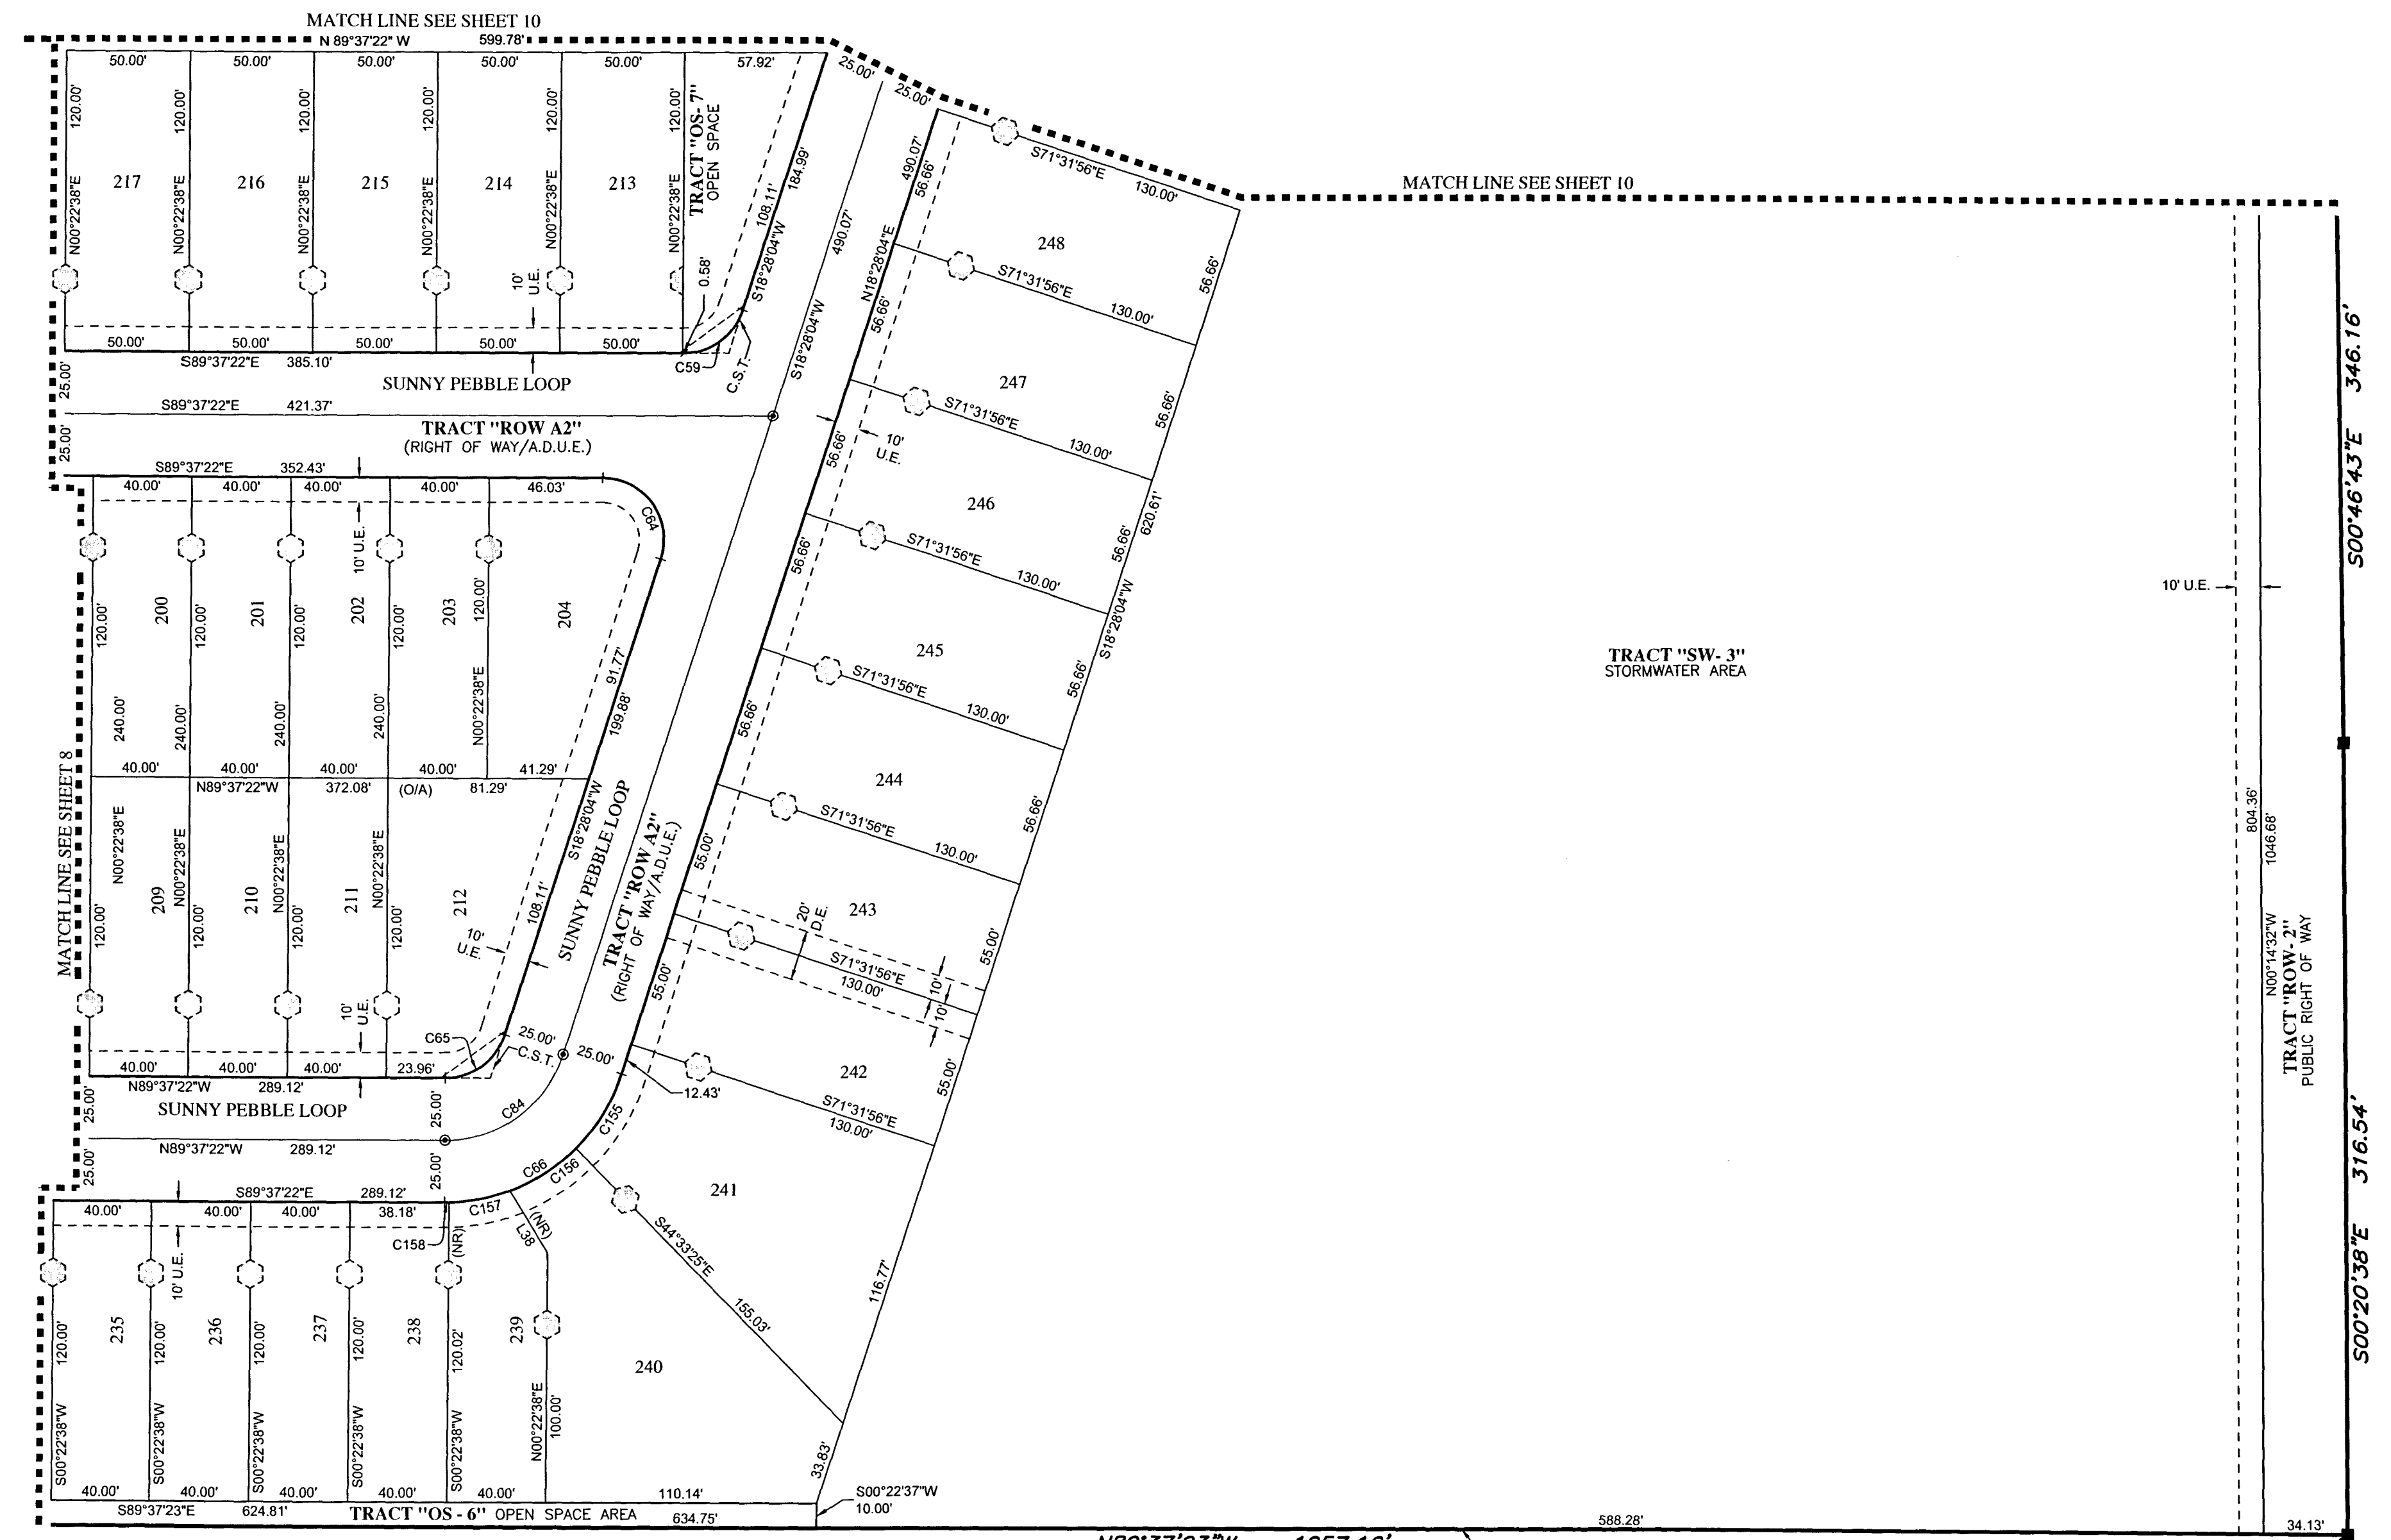 MATCH LINE SEE SHEET 10
N 89°37'22" W 599.78'
50.00' 50.00' 50.00' 50.00' 50.00' 57.92'
25.00'
25.00'
120.00' 120.00' 120.00' 120.00' 120.00' 120.00'
TRACT "OS- 7"
OPEN SPACE
217 216 215 214 213
N00°22'38"E N00°22'38"E N00°22'38"E N00°22'38"E N00°22'38"E N00°22'38"E
184.99'
108.11'
S18°28'04"W
0.58'
10'
U.E.
50.00' 50.00' 50.00' 50.00' 50.00'
S89°37'22"E 385.10'
C59
C.S.T.
25.00'
SUNNY PEBBLE LOOP
S89°37'22"E 421.37'
25.00'
TRACT "ROW A2"
(RIGHT OF WAY/A.D.U.E.)
490.07'
S18°28'04"W
490.07'
56.66'
N18°28'04"E
56.66'
56.66'
56.66'
56.66'
55.00'
55.00'
10'
U.E.
S71°31'56"E
130.00'
MATCH LINE SEE SHEET 10
248
56.66'
S71°31'56"E
130.00'
247
56.66'
S71°31'56"E
130.00'
246
56.66'
620.61'
S18°28'04"W
S71°31'56"E
130.00'
245
56.66'
S71°31'56"E
130.00'
244
56.66'
S71°31'56"E
130.00'
243
55.00'
20'
D.E.
S71°31'56"E
130.00'
10'
10'
242
55.00'
S71°31'56"E
130.00'
241
116.77'
S44°33'25"E
155.03'
240
33.83'
S89°37'22"E 352.43'
40.00' 40.00' 40.00' 40.00' 46.03'
C64
10' U.E.
200 201 202 203 204
120.00' 120.00' 120.00' 120.00' 120.00'
N00°22'38"E
91.77'
199.88'
240.00' 240.00' 240.00' 240.00'
40.00' 40.00' 40.00' 40.00' 41.29'
N89°37'22"W 372.08' (O/A) 81.29'
MATCH LINE SEE SHEET 8
N00°22'38"E N00°22'38"E N00°22'38"E N00°22'38"E
209 210 211 212
120.00' 120.00' 120.00' 120.00'
S18°28'04"W
108.11'
10'
U.E.
SUNNY PEBBLE LOOP
TRACT "ROW A2"
(RIGHT OF WAY/A.D.U.E.)
10'
U.E.
C65
25.00'
C.S.T.
25.00'
12.43'
40.00' 40.00' 40.00' 23.96'
N89°37'22"W 289.12'
25.00' 25.00'
SUNNY PEBBLE LOOP
C84
C155
N89°37'22"W 289.12'
25.00' 25.00'
C66
C156
S89°37'22"E 289.12'
40.00' 40.00' 40.00' 38.18'
C157
C158
(NR)
(NR)
L38
10' U.E.
235 236 237 238 239
120.00' 120.00' 120.00' 120.00' 120.02'
S00°22'38"W S00°22'38"W S00°22'38"W S00°22'38"W S00°22'38"W
N00°22'38"E
100.00'
40.00' 40.00' 40.00' 40.00' 40.00' 110.14'
S00°22'37"W
10.00'
S89°37'23"E 624.81'
TRACT "OS - 6" OPEN SPACE AREA
634.75'
TRACT "SW- 3"
STORMWATER AREA
10' U.E.
804.36'
1046.68'
N00°14'32"W
TRACT "ROW- 2"
PUBLIC RIGHT OF WAY
S00°46'43"E 346.16'
S00°20'38"E 316.54'
588.28'
34.13'